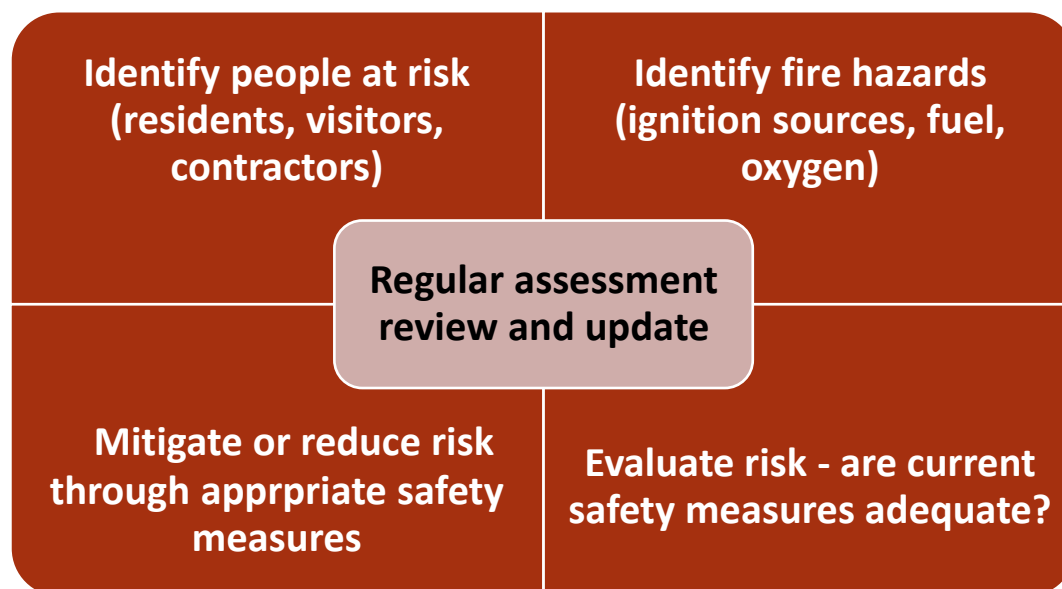 Identify people at risk
(residents, visitors,
contractors)
Identify fire hazards
(ignition sources, fuel,
oxygen)
Regular assessment
review and update
Mitigate or reduce risk
through apprpriate safety
measures
Evaluate risk - are current
safety measures adequate?